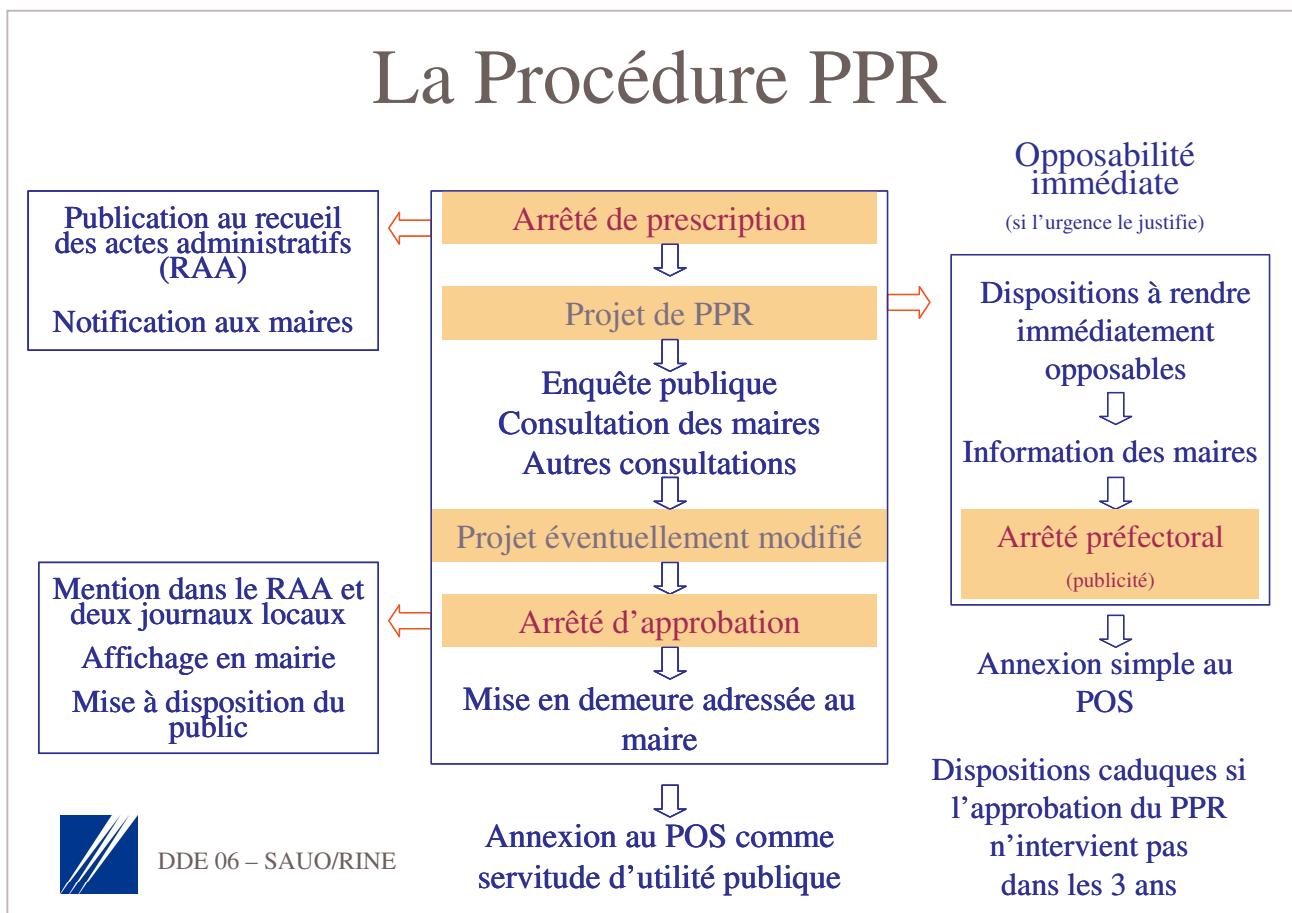 La Procédure PPR
Publication au recueil
des actes administratifs
(RAA)
Notification aux maires
Mention dans le RAA et
deux journaux locaux
Affichage en mairie
Mise à disposition du
public
Arrêté de prescription
Projet de PPR
Enquête publique
Consultation des maires
Autres consultations
Projet éventuellement modifié
Arrêté d’approbation
Mise en demeure adressée au
maire
Annexion au POS comme
servitude d’utilité publique
Opposabilité
immédiate
(si l’urgence le justifie)
Dispositions à rendre
immédiatement
opposables
Information des maires
Arrêté préfectoral
(publicité)
Annexion simple au
POS
Dispositions caduques si
l’approbation du PPR
n’intervient pas
dans les 3 ans
DDE 06 – SAUO/RINE